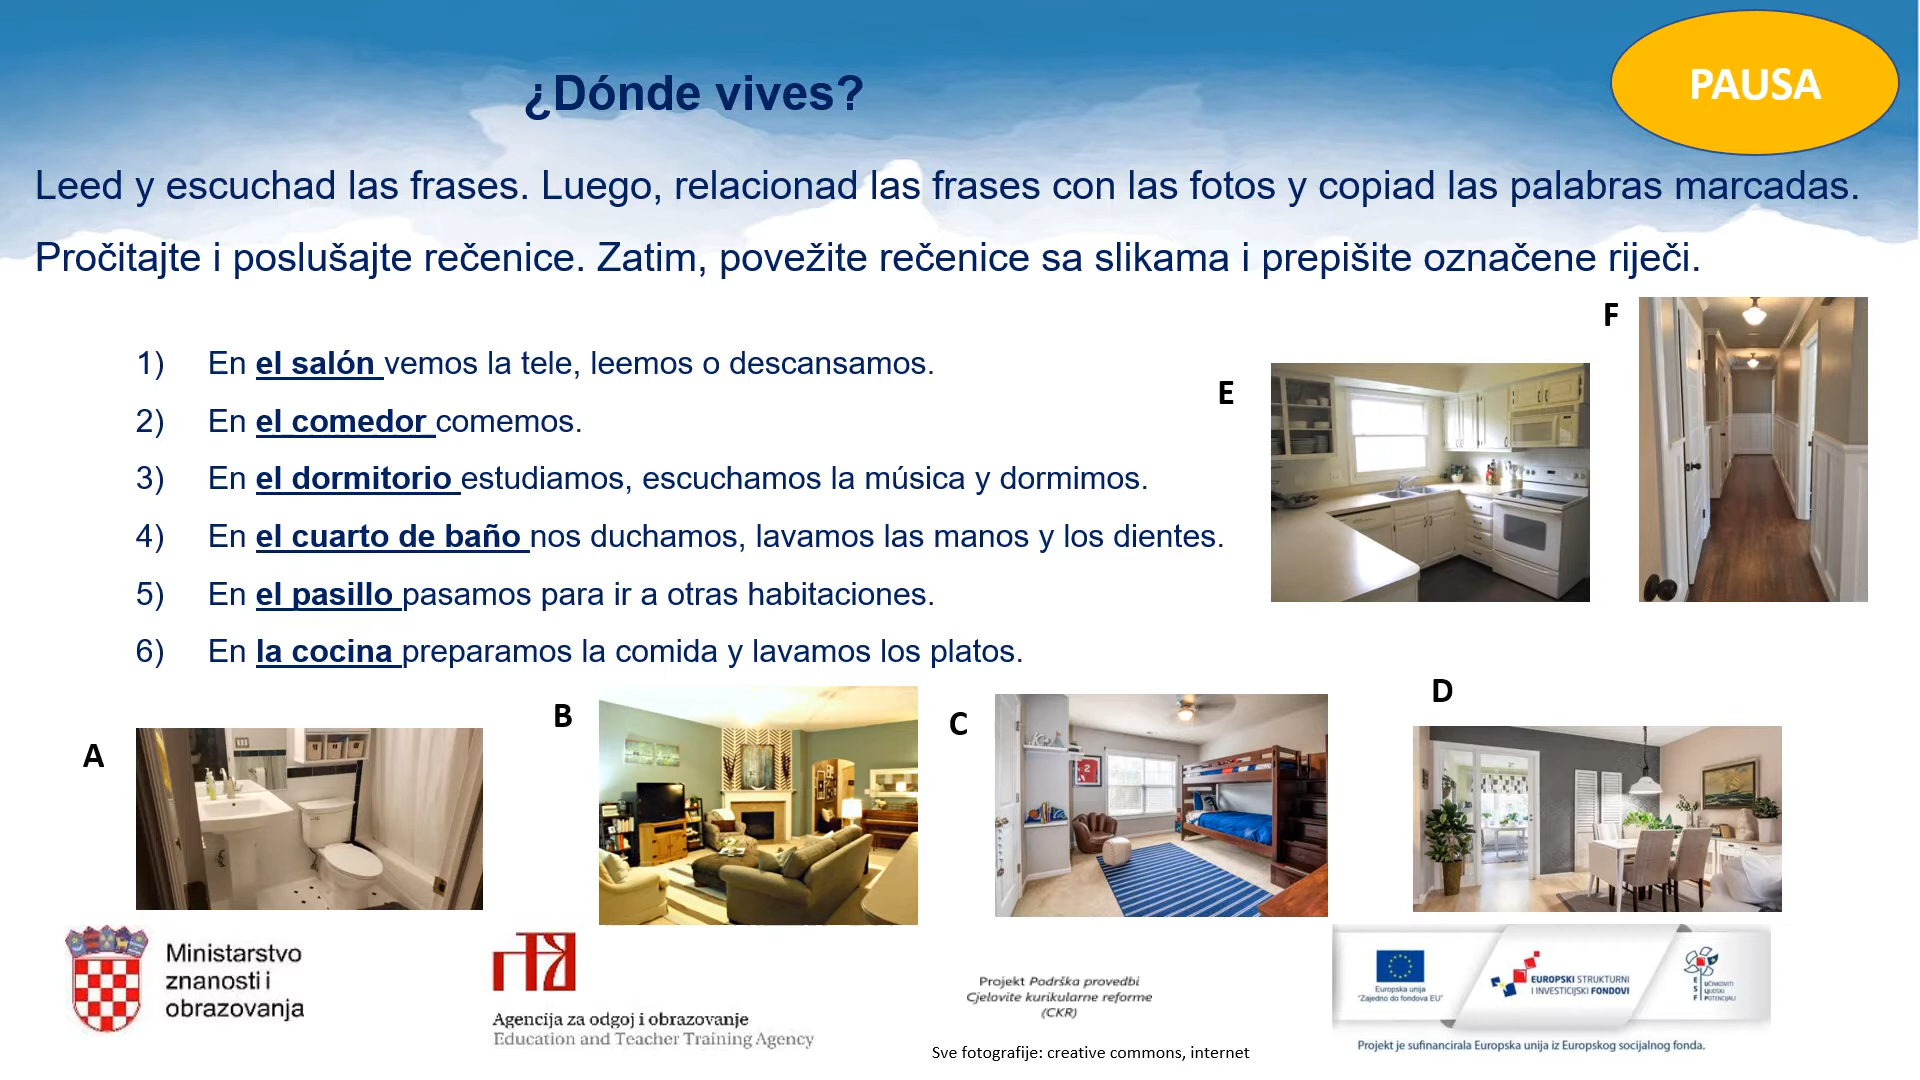 ¿Dónde vives?
PAUSA
Leed y escuchad las frases. Luego, relacionad las frases con las fotos y copiad las palabras marcadas.
Pročitajte i poslušajte rečenice. Zatim, povežite rečenice sa slikama i prepišite označene riječi.
1) En el salón vemos la tele, leemos o descansamos.
2) En el comedor comemos.
3) En el dormitorio estudiamos, escuchamos la música y dormimos.
4) En el cuarto de baño nos duchamos, lavamos las manos y los dientes.
5) En el pasillo pasamos para ir a otras habitaciones.
6) En la cocina preparamos la comida y lavamos los platos.
E
F
A
B
C
D
2
Ministarstvo
znanosti i
obrazovanja
Agencija za odgoj i obrazovanje
Education and Teacher Training Agency
Projekt Podrška provedbi
Cjelovite kurikularne reforme
(CKR)
Sve fotografije: creative commons, internet
Europska unija
"Zajedno do fondova EU"
EUROPSKI STRUKTURNI
I INVESTICIJSKI FONDOVI
ESF
UČINKOVITI
LJUDSKI
POTENCIJALI
Projekt je sufinancirala Europska unija iz Europskog socijalnog fonda.